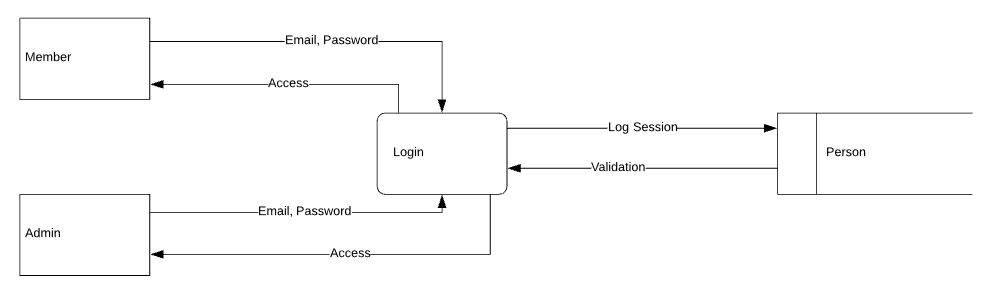 Email, Password
Member
Access
Log Session
Login
Person
Validation
Email, Password
Admin
Access